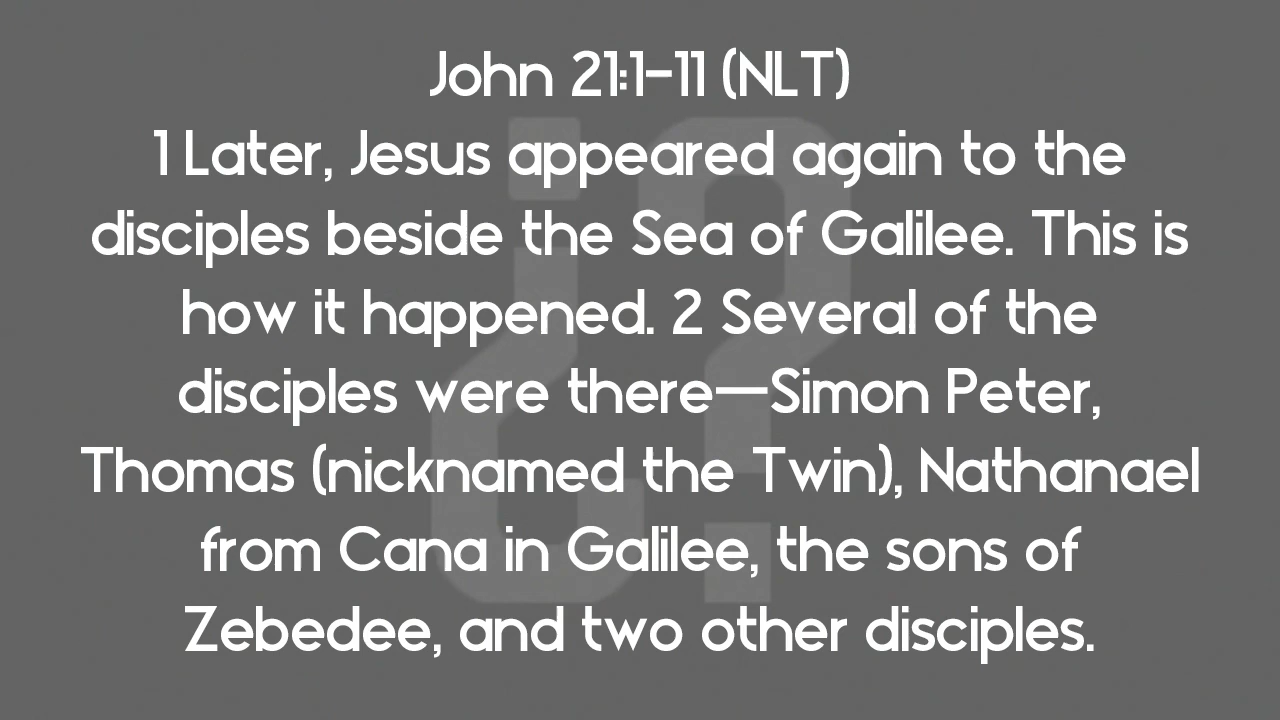 John 21:1-11 (NLT)
1 Later, Jesus appeared again to the
disciples beside the Sea of Galilee. This is
how it happened. 2 Several of the
disciples were there—Simon Peter,
Thomas (nicknamed the Twin), Nathanael
from Cana in Galilee, the sons of
Zebedee, and two other disciples.
¿?